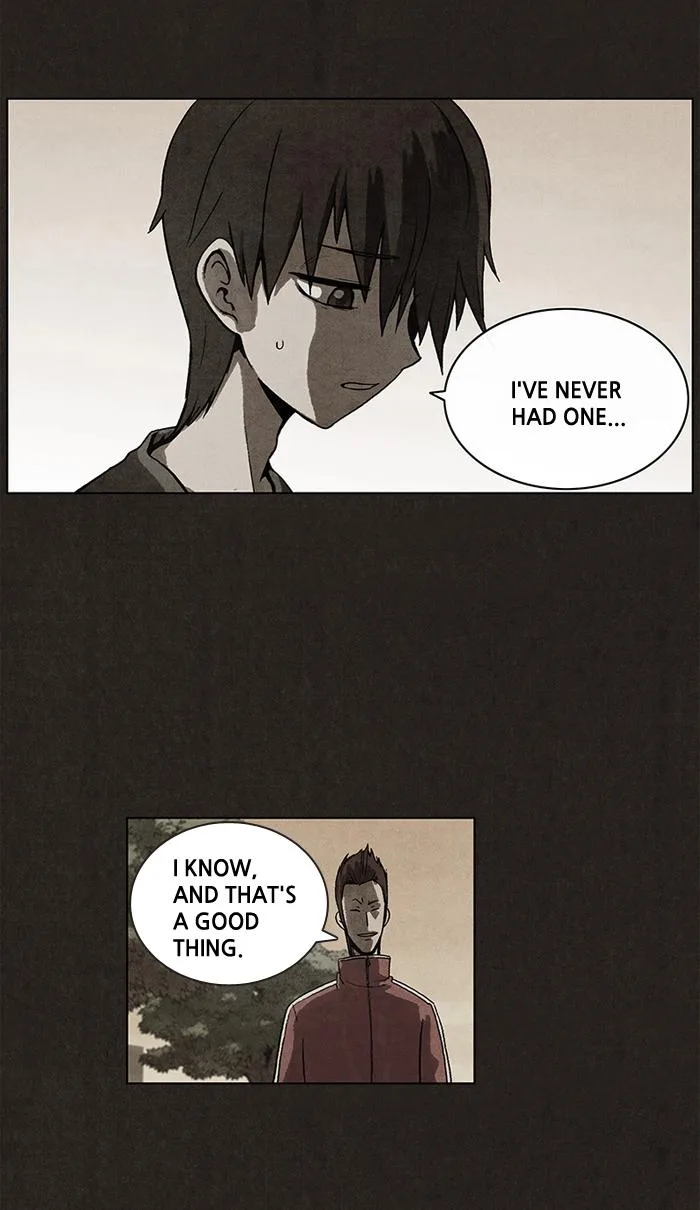 I'VE NEVER
HAD ONE...
I KNOW,
AND THAT'S
A GOOD
THING.